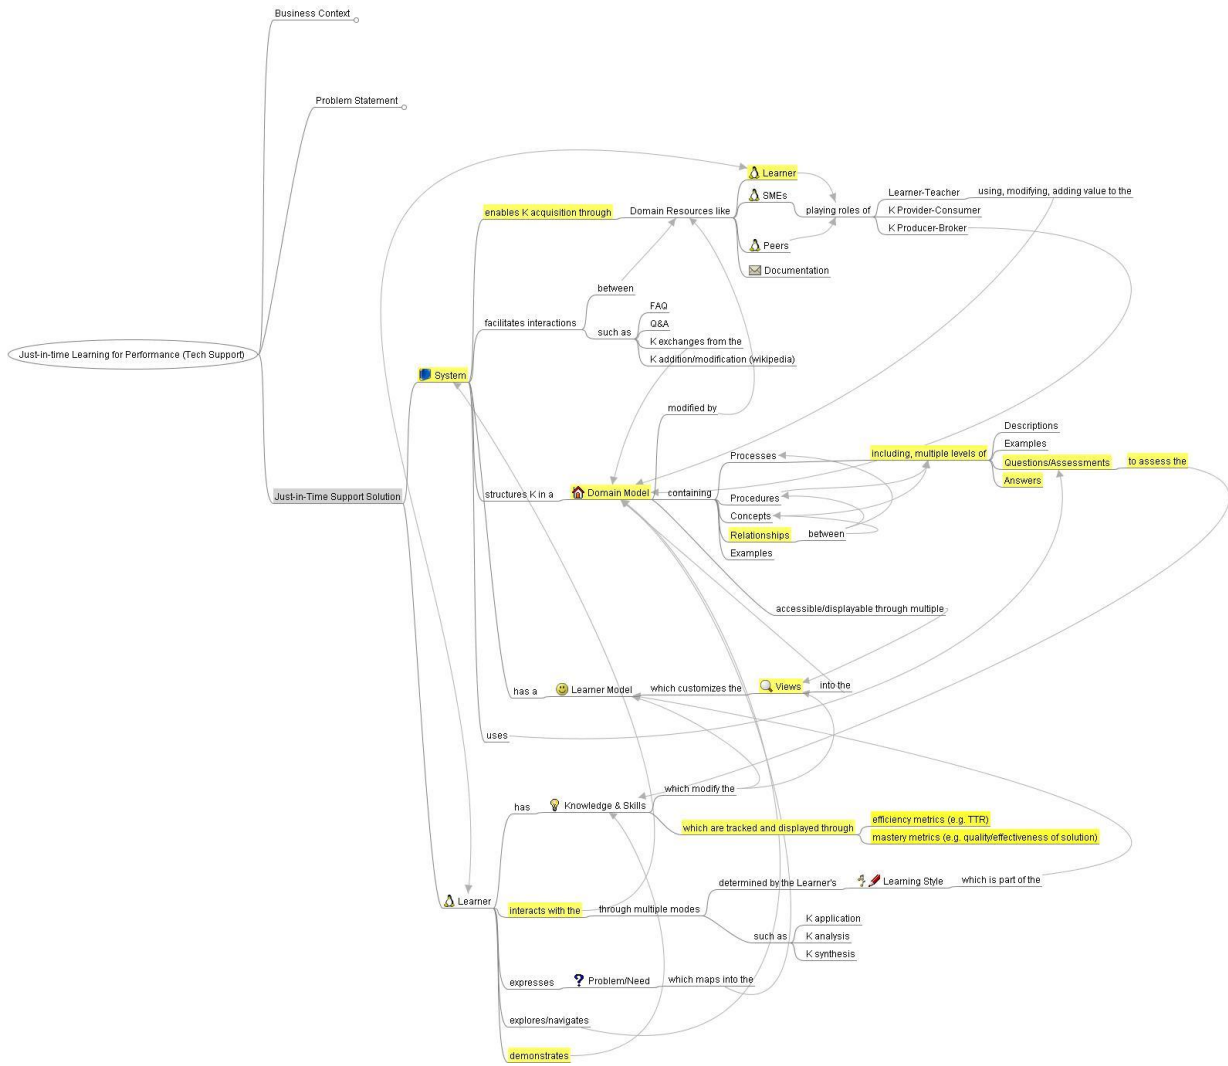 Business Context
Problem Statement
Just-in-time Learning for Performance (Tech Support)
Just-in-Time Support Solution
System
enables K acquisition through
Domain Resources like
Learner
SMEs
Peers
Documentation
playing roles of
Learner-Teacher
using, modifying, adding value to the
K Provider-Consumer
K Producer-Broker
facilitates interactions
between
such as
FAQ
Q&A
K exchanges from the
K addition/modification (wikipedia)
structures K in a
Domain Model
modified by
containing
Processes
including, multiple levels of
Descriptions
Examples
Questions/Assessments
to assess the
Answers
Procedures
Concepts
Relationships
between
Examples
accessible/displayable through multiple
has a
Learner Model
which customizes the
Views
into the
uses
Learner
has
Knowledge & Skills
which modify the
which are tracked and displayed through
efficiency metrics (e.g. TTR)
mastery metrics (e.g. quality/effectiveness of solution)
interacts with the
through multiple modes
determined by the Learner's
Learning Style
which is part of the
such as
K application
K analysis
K synthesis
expresses
Problem/Need
which maps into the
explores/navigates
demonstrates